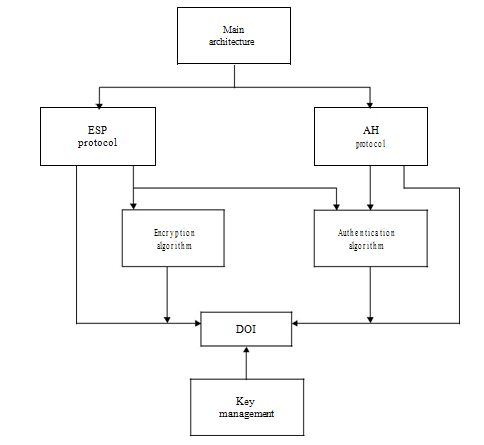 Main
architecture
ESP
protocol
AH
protocol
Encryption
algorithm
Authentication
algorithm
DOI
Key
management